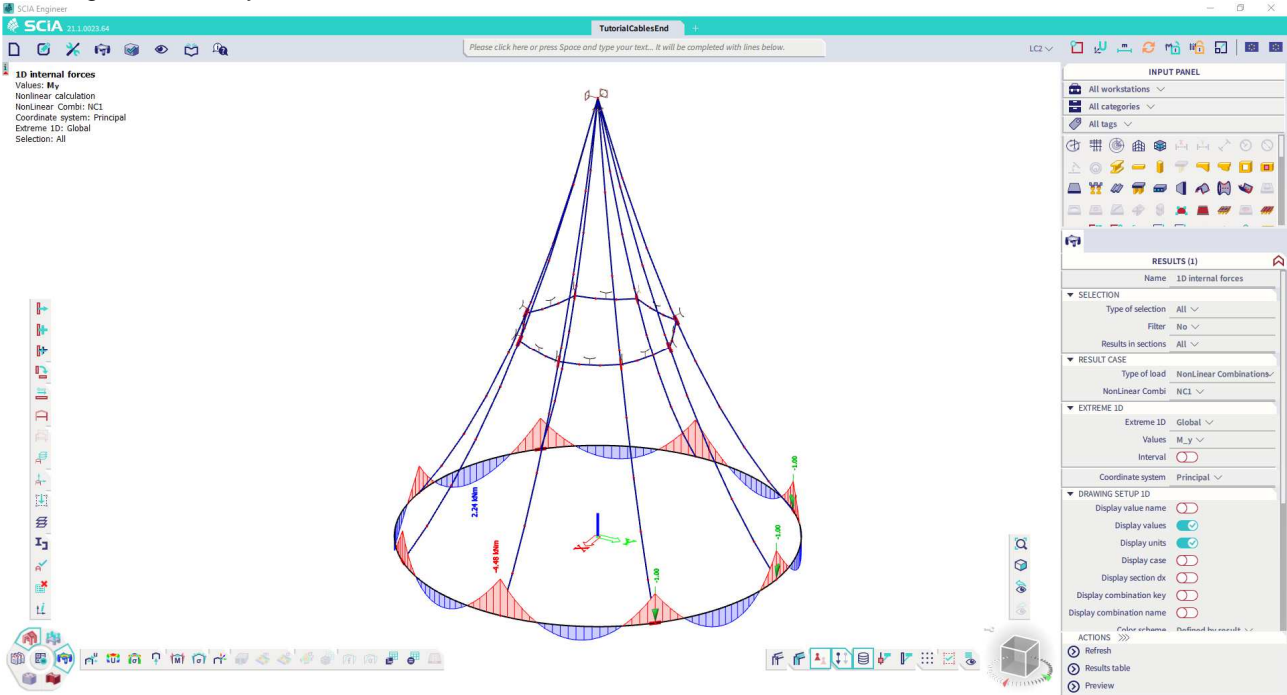 SCIA Engineer
SCiA 21.1.0023.64
TutorialCablesEnd
Please click here or press Space and type your text... It will be completed with lines below.
LC2
1D internal forces
Values: My
Nonlinear calculation
NonLinear Combi: NC1
Coordinate system: Principal
Extreme 1D: Global
Selection: All
2.24 kNm
-4.48 kNm
-1.00
-1.00
-1.00
INPUT PANEL
All workstations
All categories
All tags
RESULTS (1)
Name 1D internal forces
SELECTION
Type of selection All
Filter No
Results in sections All
RESULT CASE
Type of load NonLinear Combinations
NonLinear Combi NC1
EXTREME 1D
Extreme 1D Global
Values M_y
Interval
Coordinate system Principal
DRAWING SETUP 1D
Display value name
Display values
Display units
Display case
Display section dx
Display combination key
Display combination name
Color scheme Defined by result
ACTIONS >>>
Refresh
Results table
Preview